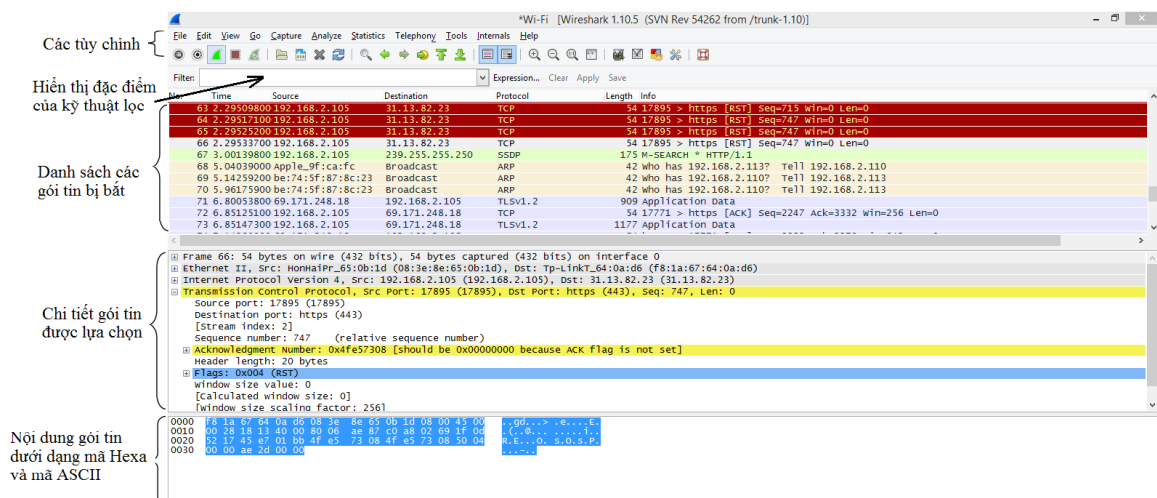 *Wi-Fi [Wireshark 1.10.5 (SVN Rev 54262 from /trunk-1.10)]
File Edit View Go Capture Analyze Statistics Telephony Tools Internals Help
Các tùy chỉnh
Filter: Expression... Clear Apply Save
Hiển thị đặc điểm
của kỹ thuật lọc
No. Time Source Destination Protocol Length Info
63 2.29509800 192.168.2.105 31.13.82.23 TCP 54 17895 > https [RST] Seq=715 Win=0 Len=0
64 2.29517100 192.168.2.105 31.13.82.23 TCP 54 17895 > https [RST] Seq=747 Win=0 Len=0
65 2.29525200 192.168.2.105 31.13.82.23 TCP 54 17895 > https [RST] Seq=747 Win=0 Len=0
66 2.29533700 192.168.2.105 31.13.82.23 TCP 54 17895 > https [RST] Seq=747 Win=0 Len=0
67 3.00139800 192.168.2.105 239.255.255.250 SSDP 175 M-SEARCH * HTTP/1.1
68 5.04039000 Apple_9f:ca:fc Broadcast ARP 42 Who has 192.168.2.113? Tell 192.168.2.110
69 5.14259200 be:74:5f:87:8c:23 Broadcast ARP 42 Who has 192.168.2.110? Tell 192.168.2.113
70 5.96175900 be:74:5f:87:8c:23 Broadcast ARP 42 Who has 192.168.2.110? Tell 192.168.2.113
71 6.80053800 69.171.248.18 192.168.2.105 TLSv1.2 909 Application Data
72 6.85125100 192.168.2.105 69.171.248.18 TCP 54 17771 > https [ACK] Seq=2247 Ack=3332 Win=256 Len=0
73 6.85147300 192.168.2.105 69.171.248.18 TLSv1.2 1177 Application Data
Danh sách các
gói tin bị bắt
Frame 66: 54 bytes on wire (432 bits), 54 bytes captured (432 bits) on interface 0
Ethernet II, Src: HonHaiPr_65:0b:1d (08:3e:8e:65:0b:1d), Dst: Tp-LinkT_64:0a:d6 (f8:1a:67:64:0a:d6)
Internet Protocol Version 4, Src: 192.168.2.105 (192.168.2.105), Dst: 31.13.82.23 (31.13.82.23)
Transmission Control Protocol, Src Port: 17895 (17895), Dst Port: https (443), Seq: 747, Len: 0
Source port: 17895 (17895)
Destination port: https (443)
[Stream index: 2]
Sequence number: 747 (relative sequence number)
Acknowledgment Number: 0x4fe57308 [should be 0x00000000 because ACK flag is not set]
Header length: 20 bytes
Flags: 0x004 (RST)
Window size value: 0
[Calculated window size: 0]
[Window size scaling factor: 256]
Chi tiết gói tin
được lựa chọn
0000 f8 1a 67 64 0a d6 08 3e 8e 65 0b 1d 08 00 45 00 ..gd...> .e....E.
0010 00 28 18 13 40 00 80 06 ae 87 c0 a8 02 69 1f 0d .(..@... .....i..
0020 52 17 45 e7 01 bb 4f e5 73 08 4f e5 73 08 50 04 R.E...O. s.O.s.P.
0030 00 00 ae 2d 00 00 ...-..
Nội dung gói tin
dưới dạng mã Hexa
và mã ASCII